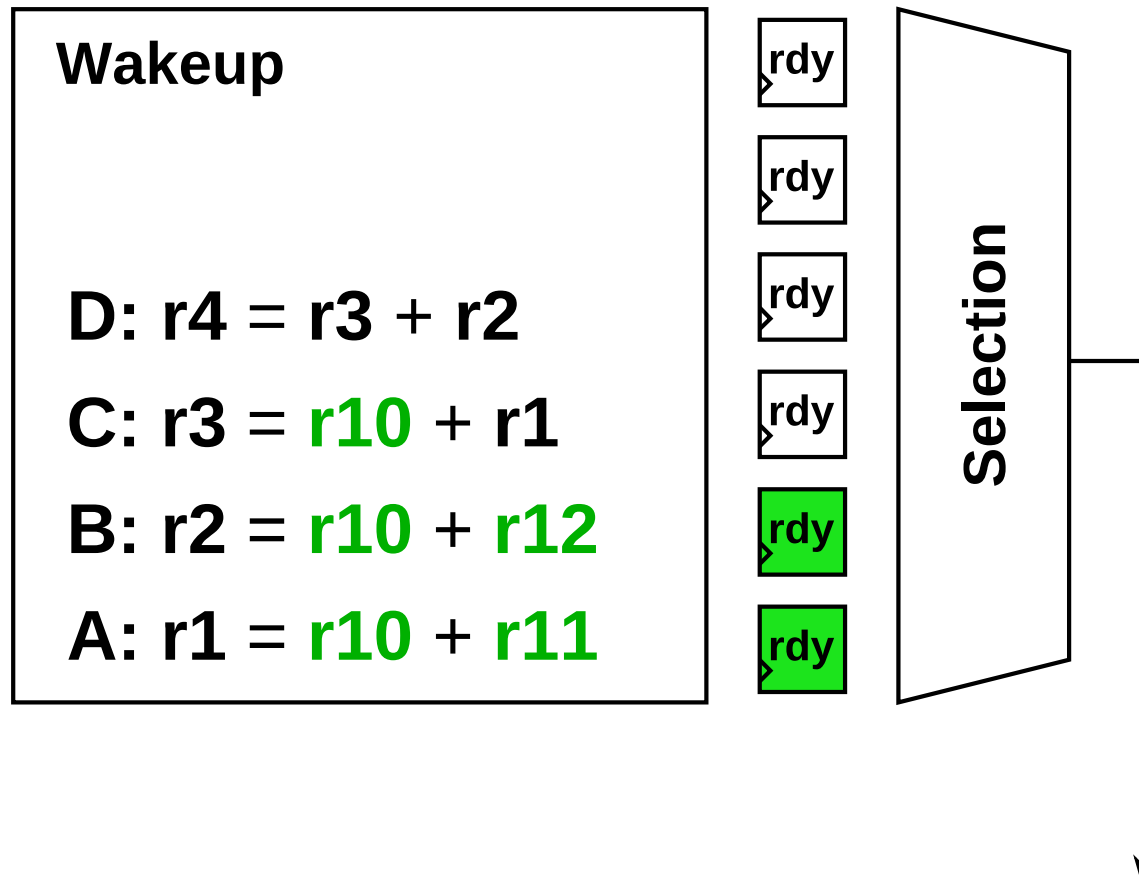 Wakeup
D: r4 = r3 + r2
C: r3 = r10 + r1
B: r2 = r10 + r12
A: r1 = r10 + r11
rdy
rdy
rdy
rdy
rdy
rdy
Selection